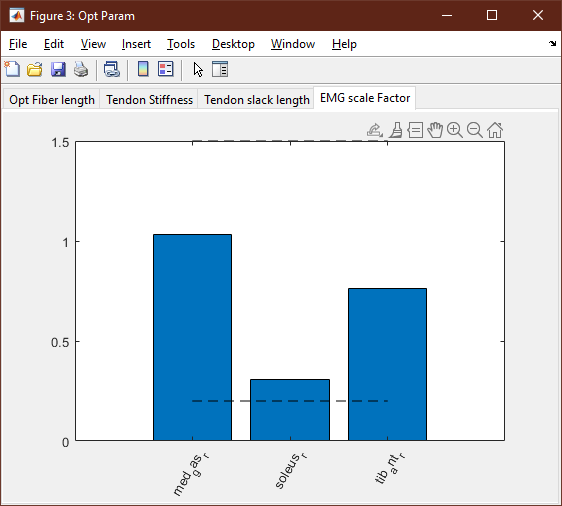 Figure 3: Opt Param
File Edit View Insert Tools Desktop Window Help
Opt Fiber length Tendon Stiffness Tendon slack length EMG scale Factor
1.5
1
0.5
0
med_gas_r soleus_r tib_ant_r